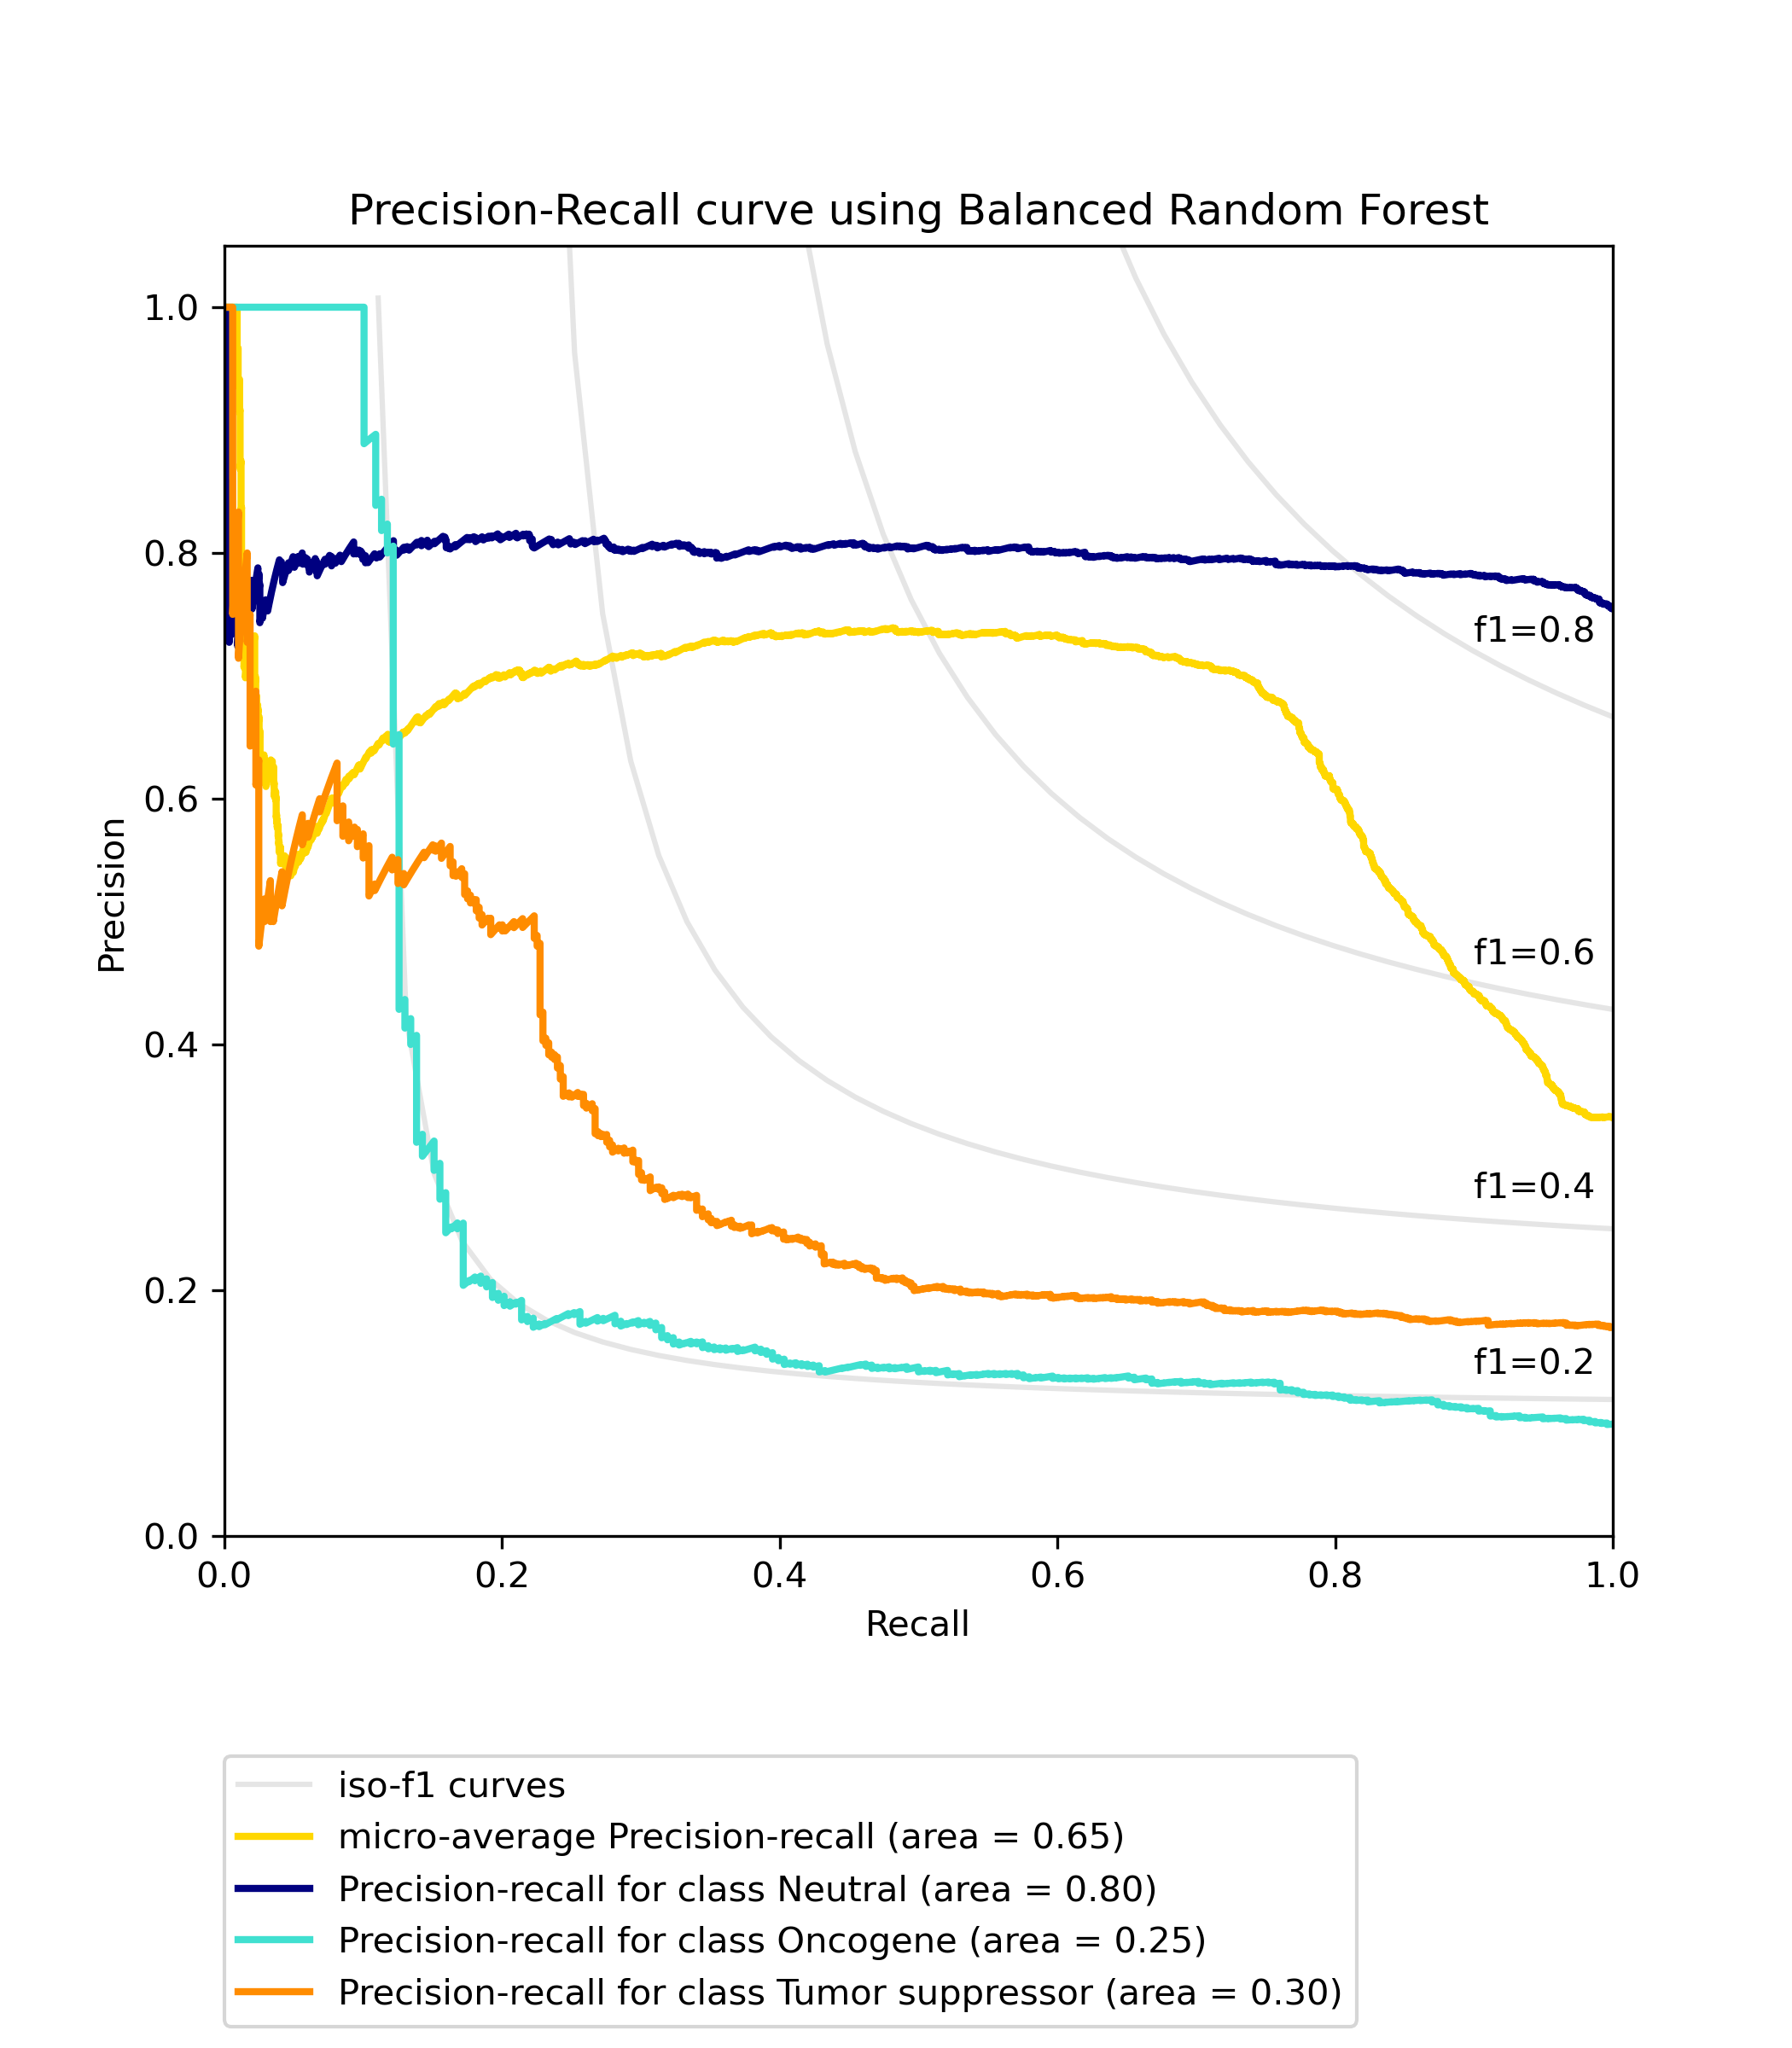 Precision-Recall curve using Balanced Random Forest
1.0
0.8
0.6
0.4
0.2
0.0
Precision
f1=0.8
f1=0.6
f1=0.4
f1=0.2
0.0 0.2 0.4 0.6 0.8 1.0
Recall
iso-f1 curves
micro-average Precision-recall (area = 0.65)
Precision-recall for class Neutral (area = 0.80)
Precision-recall for class Oncogene (area = 0.25)
Precision-recall for class Tumor suppressor (area = 0.30)